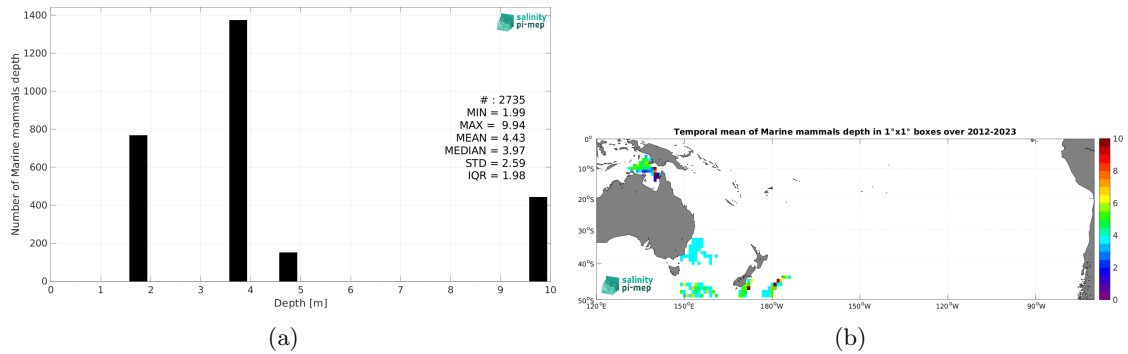 1400
1200
1000
800
600
400
200
0
Number of Marine mammals depth
salinity
pi-mep
# : 2735
MIN = 1.99
MAX = 9.94
MEAN = 4.43
MEDIAN = 3.97
STD = 2.59
IQR = 1.98
0 1 2 3 4 5 6 7 8 9 10
Depth [m]
(a)
Temporal mean of Marine mammals depth in 1°x1° boxes over 2012-2023
0°
10°S
20°S
30°S
40°S
50°S
120°E 150°E 180°W 150°W 120°W 90°W
salinity
pi-mep
10
8
6
4
2
0
(b)